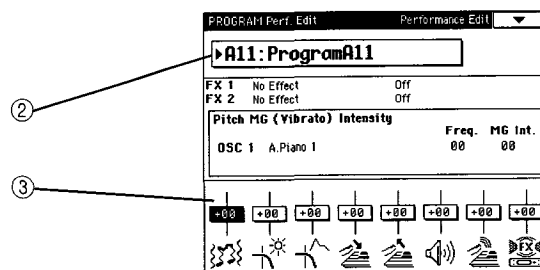 PROGRAM Perf. Edit Performance Edit
A11:ProgramA11
FX 1 No Effect Off
FX 2 No Effect Off
Pitch MG (Vibrato) Intensity
Freq. MG Int.
OSC 1 A.Piano 1 00 00
+00 +00 +00 +00 +00 +00 +00 +00
FX
②
③